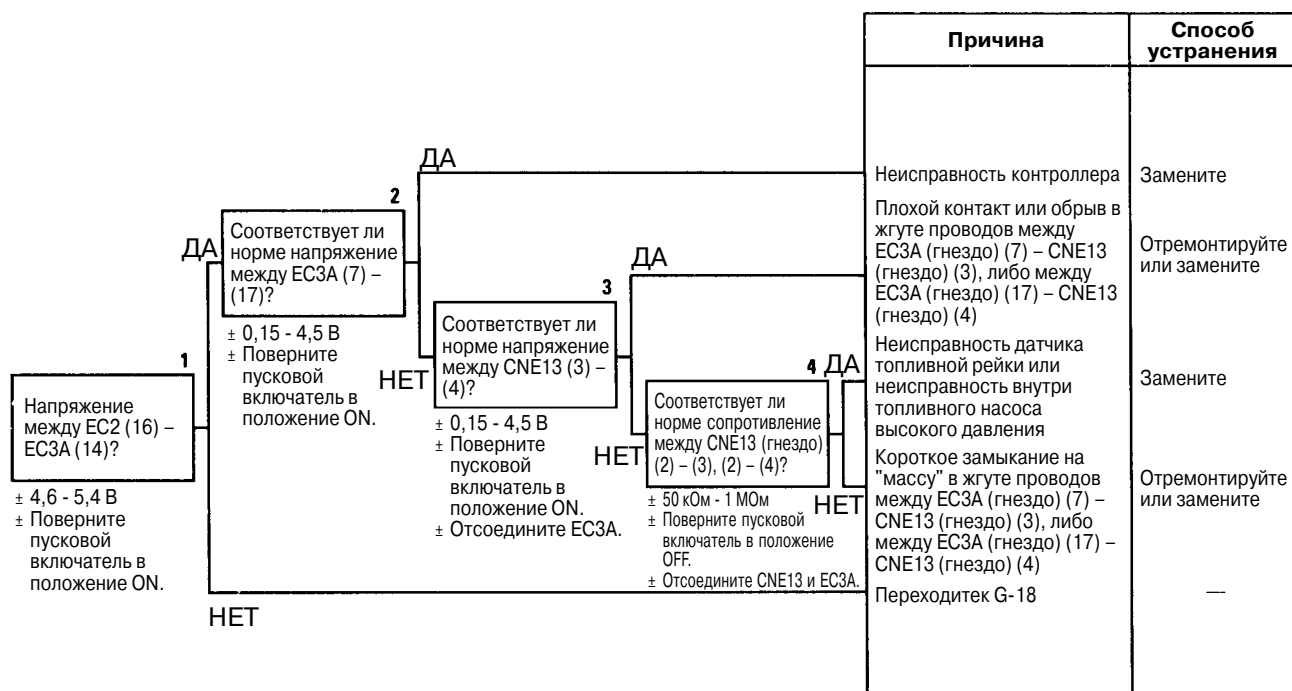 Причина
Способ
устранения
ДА
Неисправность контроллера
Замените
2
Соответствует ли
норме напряжение
между EC3A (7) –
(17)?
ДА
± 0,15 - 4,5 В
± Поверните
пусковой
включатель в
положение ON.
Плохой контакт или обрыв в
жгуте проводов между
EC3A (гнездо) (7) – CNE13
(гнездо) (3), либо между
EC3A (гнездо) (17) – CNE13
(гнездо) (4)
Отремонтируйте
или замените
ДА
3
Соответствует ли
норме напряжение
между CNE13 (3) –
(4)?
НЕТ
± 0,15 - 4,5 В
± Поверните
пусковой
включатель в
положение ON.
± Отсоедините EC3A.
Неисправность датчика
топливной рейки или
неисправность внутри
топливного насоса
высокого давления
Замените
4
ДА
Соответствует ли
норме сопротивление
между CNE13 (гнездо)
(2) – (3), (2) – (4)?
НЕТ
± 50 кОм - 1 МОм
± Поверните пусковой
включатель в положение
OFF.
± Отсоедините CNE13 и EC3A.
НЕТ
Короткое замыкание на
"массу" в жгуте проводов
между EC3A (гнездо) (7) –
CNE13 (гнездо) (3), либо
между EC3A (гнездо) (17) –
CNE13 (гнездо) (4)
Отремонтируйте
или замените
1
Напряжение
между EC2 (16) –
EC3A (14)?
± 4,6 - 5,4 В
± Поверните
пусковой
включатель в
положение ON.
НЕТ
Переходитек G-18
—